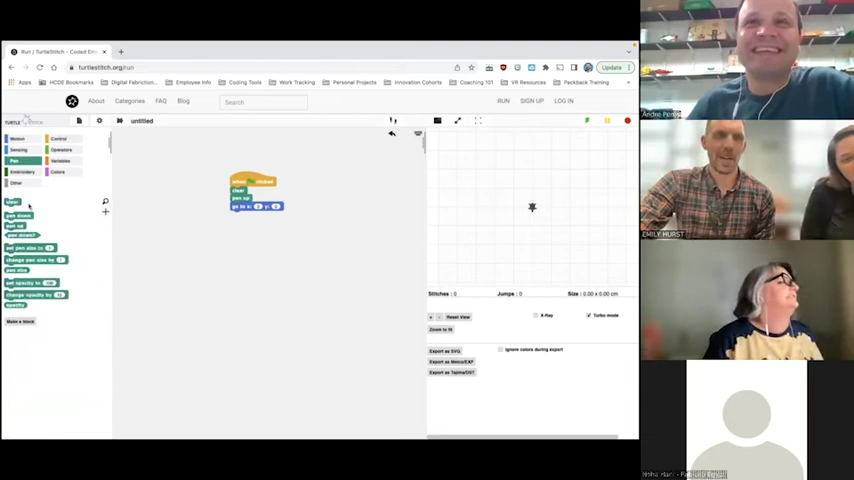 Run / TurtleStitch - Coded Em
turtlestitch.org/run
Update
Apps
HCDE Bookmarks
Digital Fabrication...
Employee Info
Coaching 101
Work Tracking
Personal Projects
Innovation Cohorts
VR Resources
Packback Training
About
Categories
FAQ
Blog
Search
RUN
SIGN UP
LOG IN
untitled
Motion
Control
Sensing
Operators
Pen
Variables
Embroidery
Colors
Other
clear
pen down
pen up
pen down?
set pen size to
change pen size by
pen size
set opacity to
change opacity by
opacity
Make a block
when clicked
clear
pen up
go to x: 0 y: 0
Stitches : 0
Jumps : 0
Size : 0.00 x 0.00 cm
Reset View
X-Ray
Turbo mode
Zoom to fit
Export as SVG
Ignore colors during export
Export as Melco/EXP
Export as Tajima/DST
EMILY HURST